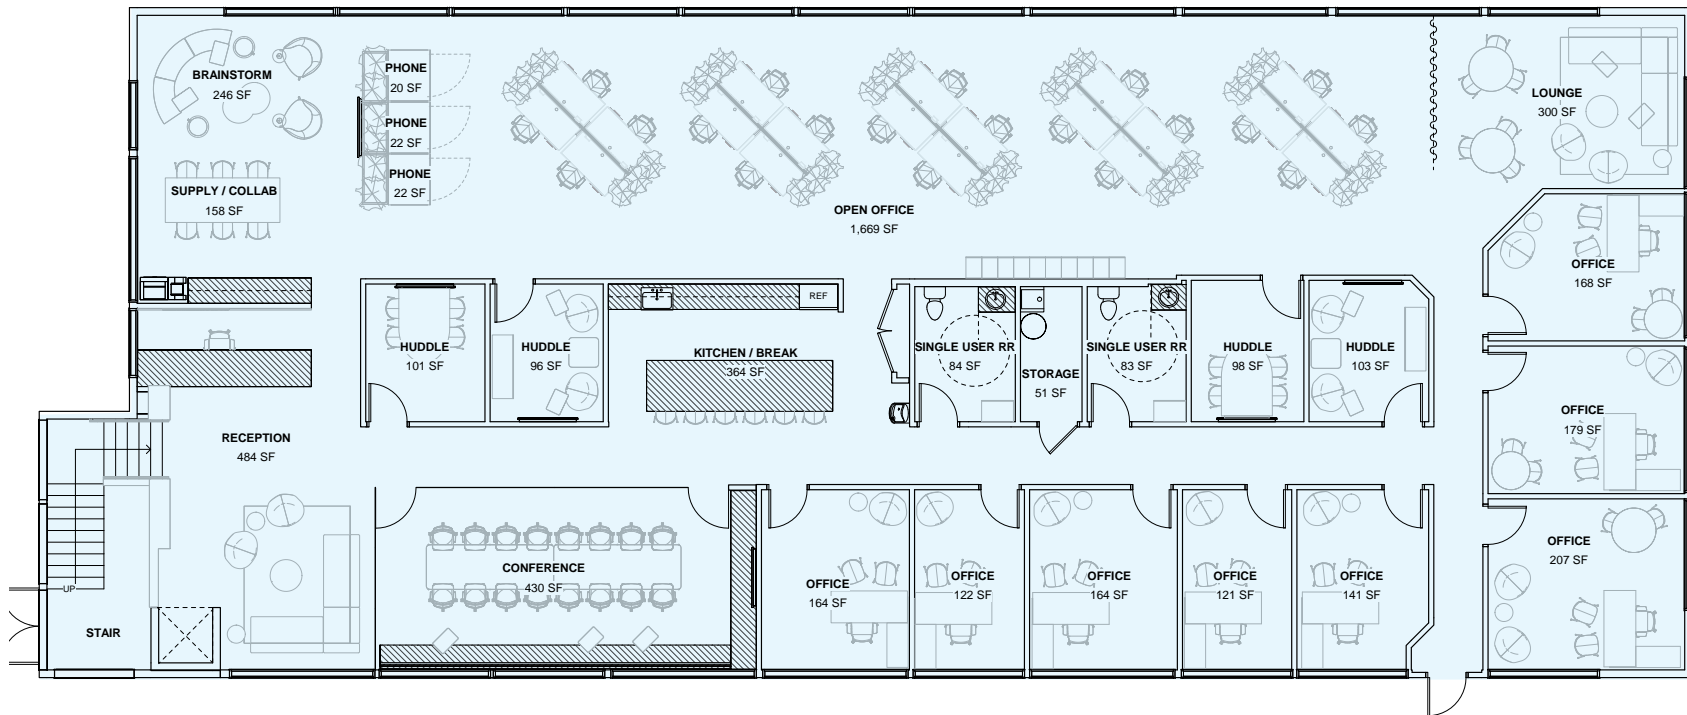 BRAINSTORM
246 SF
PHONE
20 SF
PHONE
22 SF
PHONE
22 SF
LOUNGE
300 SF
SUPPLY / COLLAB
158 SF
OPEN OFFICE
1,669 SF
OFFICE
168 SF
REF
HUDDLE
101 SF
HUDDLE
96 SF
KITCHEN / BREAK
364 SF
SINGLE USER RR
84 SF
STORAGE
51 SF
SINGLE USER RR
83 SF
HUDDLE
98 SF
HUDDLE
103 SF
OFFICE
179 SF
RECEPTION
484 SF
OFFICE
207 SF
CONFERENCE
430 SF
OFFICE
164 SF
OFFICE
122 SF
OFFICE
164 SF
OFFICE
121 SF
OFFICE
141 SF
UP
STAIR